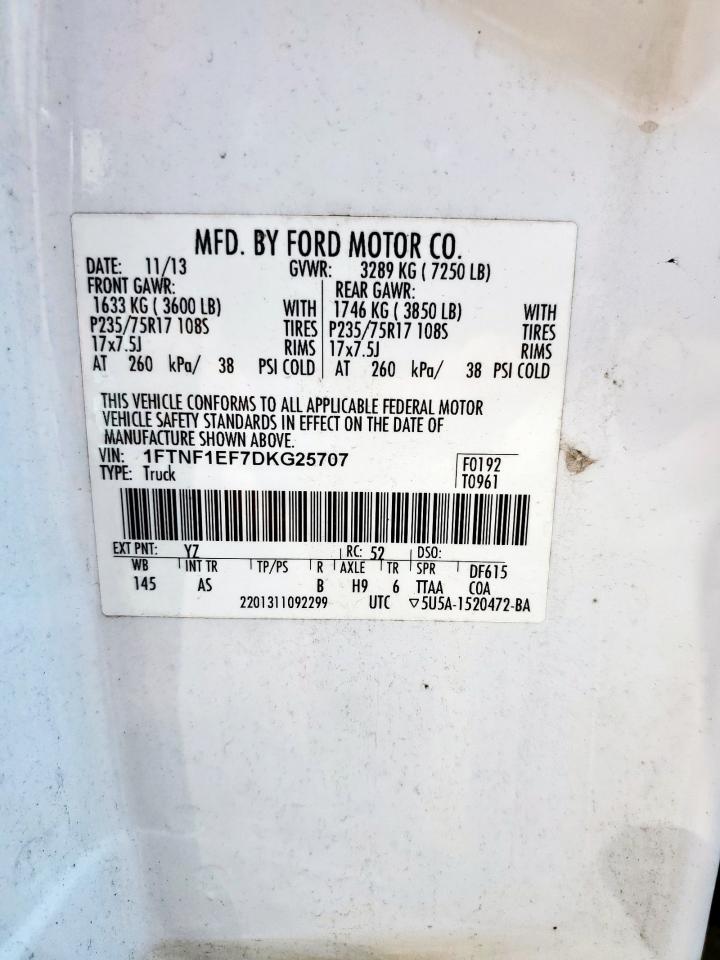 MFD. BY FORD MOTOR CO.
DATE: 11/13 GVWR: 3289 KG ( 7250 LB)
FRONT GAWR: REAR GAWR:
1633 KG ( 3600 LB) WITH 1746 KG ( 3850 LB) WITH
P235/75R17 108S TIRES P235/75R17 108S TIRES
17x7.5J RIMS 17x7.5J RIMS
AT 260 kPa/ 38 PSI COLD AT 260 kPa/ 38 PSI COLD
THIS VEHICLE CONFORMS TO ALL APPLICABLE FEDERAL MOTOR
VEHICLE SAFETY STANDARDS IN EFFECT ON THE DATE OF
MANUFACTURE SHOWN ABOVE.
VIN: 1FTNF1EF7DKG25707 F0192
TYPE: Truck T0961
EXT PNT: YZ RC: 52 DSO:
WB INT TR TP/PS R AXLE TR SPR DF615
145 AS B H9 6 TTAA COA
2201311092299 UTC ▽5U5A-1520472-BA